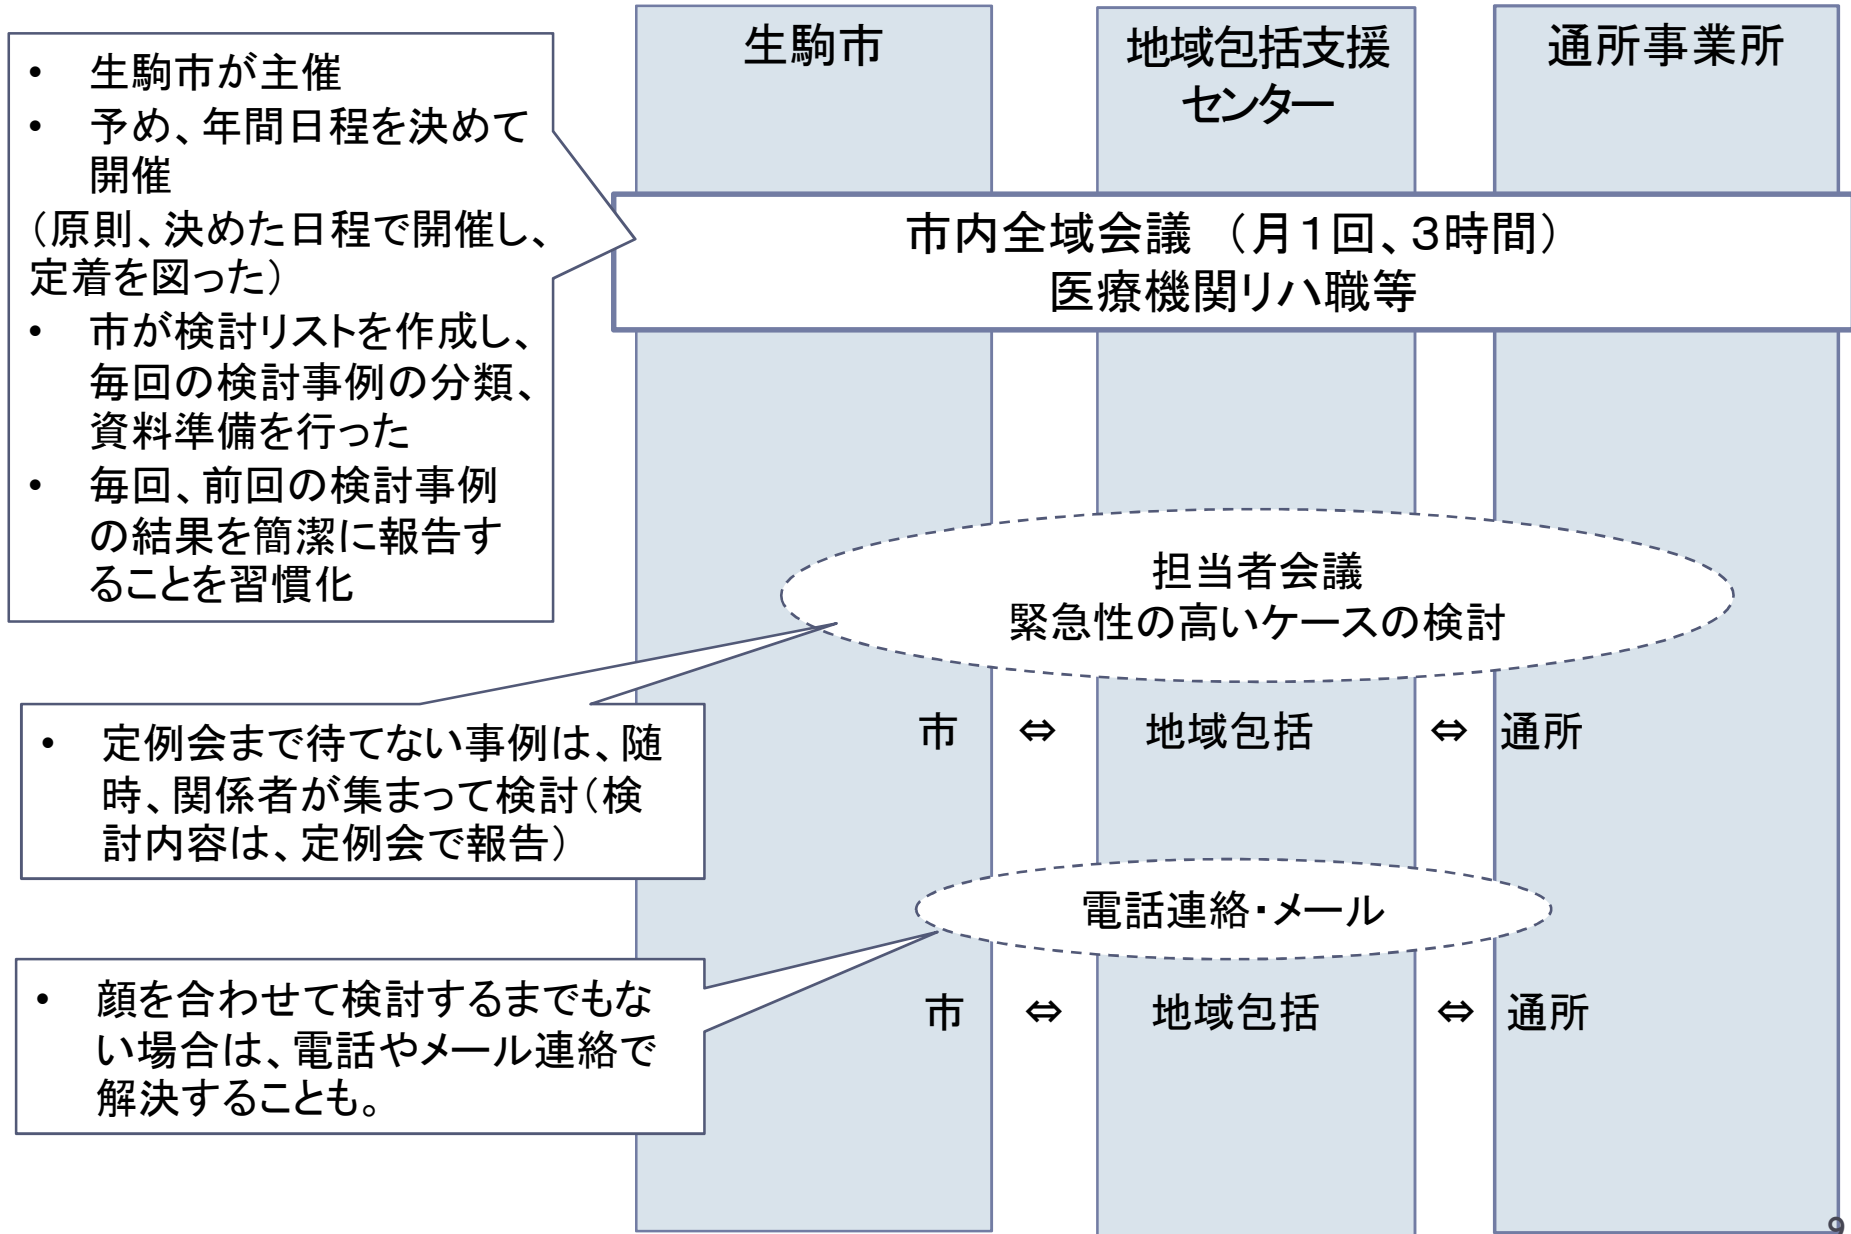 生駒市
地域包括支援
センター
通所事業所
• 生駒市が主催
• 予め、年間日程を決めて
開催
（原則、決めた日程で開催し、
定着を図った）
• 市が検討リストを作成し、
毎回の検討事例の分類、
資料準備を行った
• 毎回、前回の検討事例
の結果を簡潔に報告す
ることを習慣化
市内全域会議 （月１回、３時間）
医療機関リハ職等
担当者会議
緊急性の高いケースの検討
市 ⇔ 地域包括 ⇔ 通所
• 定例会まで待てない事例は、随
時、関係者が集まって検討（検
討内容は、定例会で報告）
電話連絡・メール
市 ⇔ 地域包括 ⇔ 通所
• 顔を合わせて検討するまでもな
い場合は、電話やメール連絡で
解決することも。
9